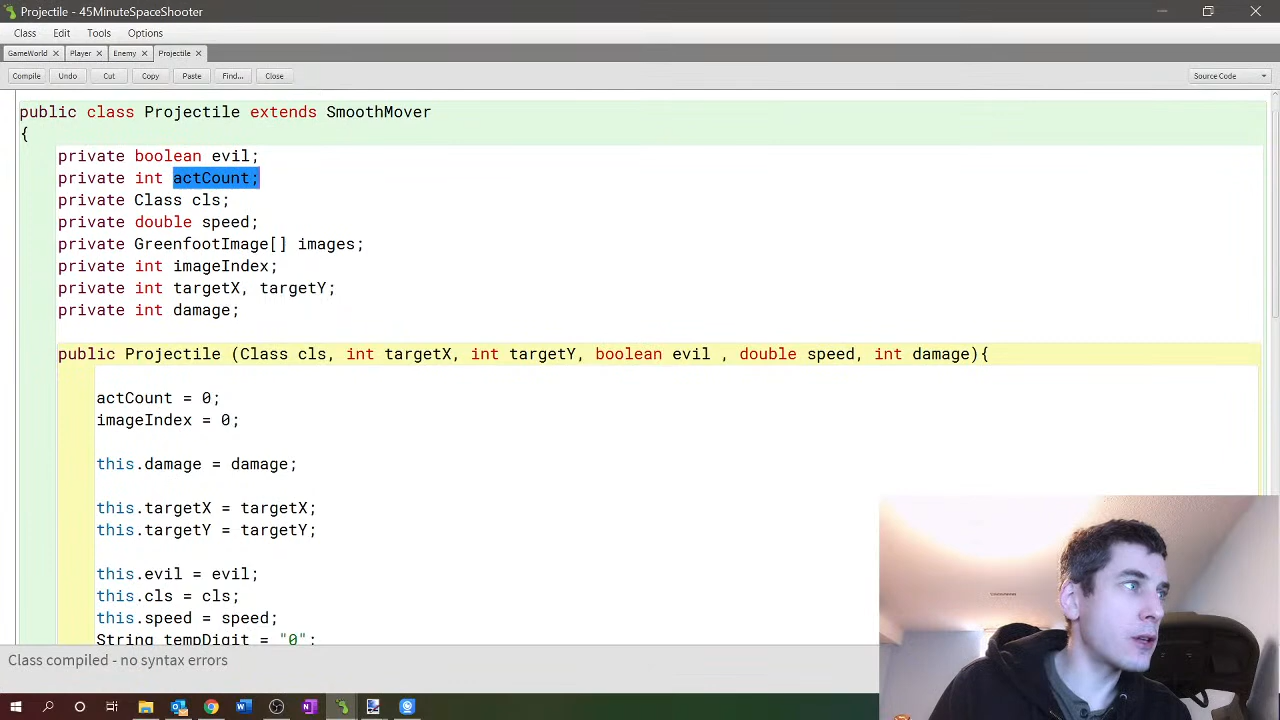 Projectile - 45MinuteSpaceShooter
Class Edit Tools Options
GameWorld Player Enemy Projectile
Compile Undo Cut Copy Paste Find... Close Source Code
public class Projectile extends SmoothMover
{
private boolean evil;
private int actCount;
private Class cls;
private double speed;
private GreenfootImage[] images;
private int imageIndex;
private int targetX, targetY;
private int damage;
public Projectile (Class cls, int targetX, int targetY, boolean evil , double speed, int damage){
actCount = 0;
imageIndex = 0;
this.damage = damage;
this.targetX = targetX;
this.targetY = targetY;
this.evil = evil;
this.cls = cls;
this.speed = speed;
String tempDigit = "0";
Class compiled - no syntax errors